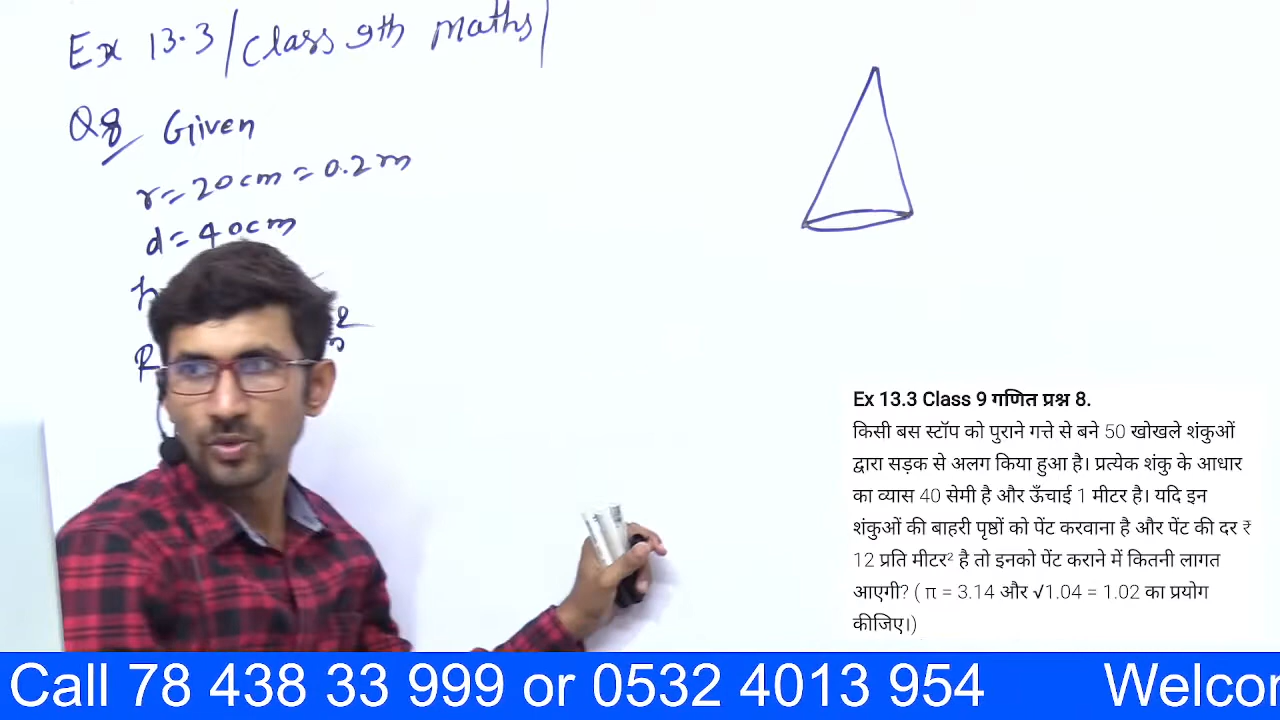 Ex 13.3/Class 9th Maths/
Q8 Given
r = 20cm = 0.2m
d = 40cm
h
R
Ex 13.3 Class 9 गणित प्रश्न 8.
किसी बस स्टॉप को पुराने गत्ते से बने 50 खोखले शंकुओं
द्वारा सड़क से अलग किया हुआ है। प्रत्येक शंकु के आधार
का व्यास 40 सेमी है और ऊँचाई 1 मीटर है। यदि इन
शंकुओं की बाहरी पृष्ठों को पेंट करवाना है और पेंट की दर ₹
12 प्रति मीटर² है तो इनको पेंट कराने में कितनी लागत
आएगी? ( π = 3.14 और √1.04 = 1.02 का प्रयोग
कीजिए।)
Call 78 438 33 999 or 0532 4013 954 Welcor